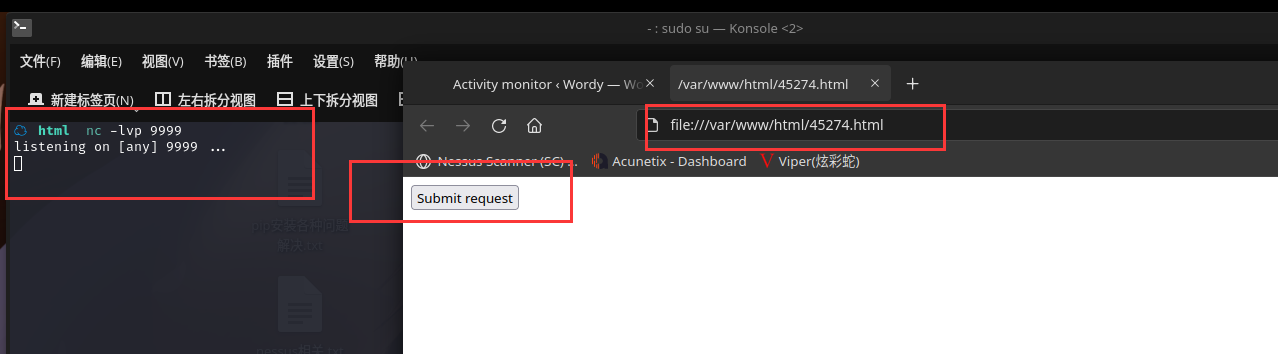 - : sudo su — Konsole <2>
文件(F) 编辑(E) 视图(V) 书签(B) 插件 设置(S) 帮助(H)
新建标签页(N) 左右拆分视图 上下拆分视图
html nc -lvp 9999
listening on [any] 9999 ...
Activity monitor ‹ Wordy — Wo
/var/www/html/45274.html
file:///var/www/html/45274.html
Nessus Scanner (SC) ... Acunetix - Dashboard Viper(炫彩蛇)
Submit request